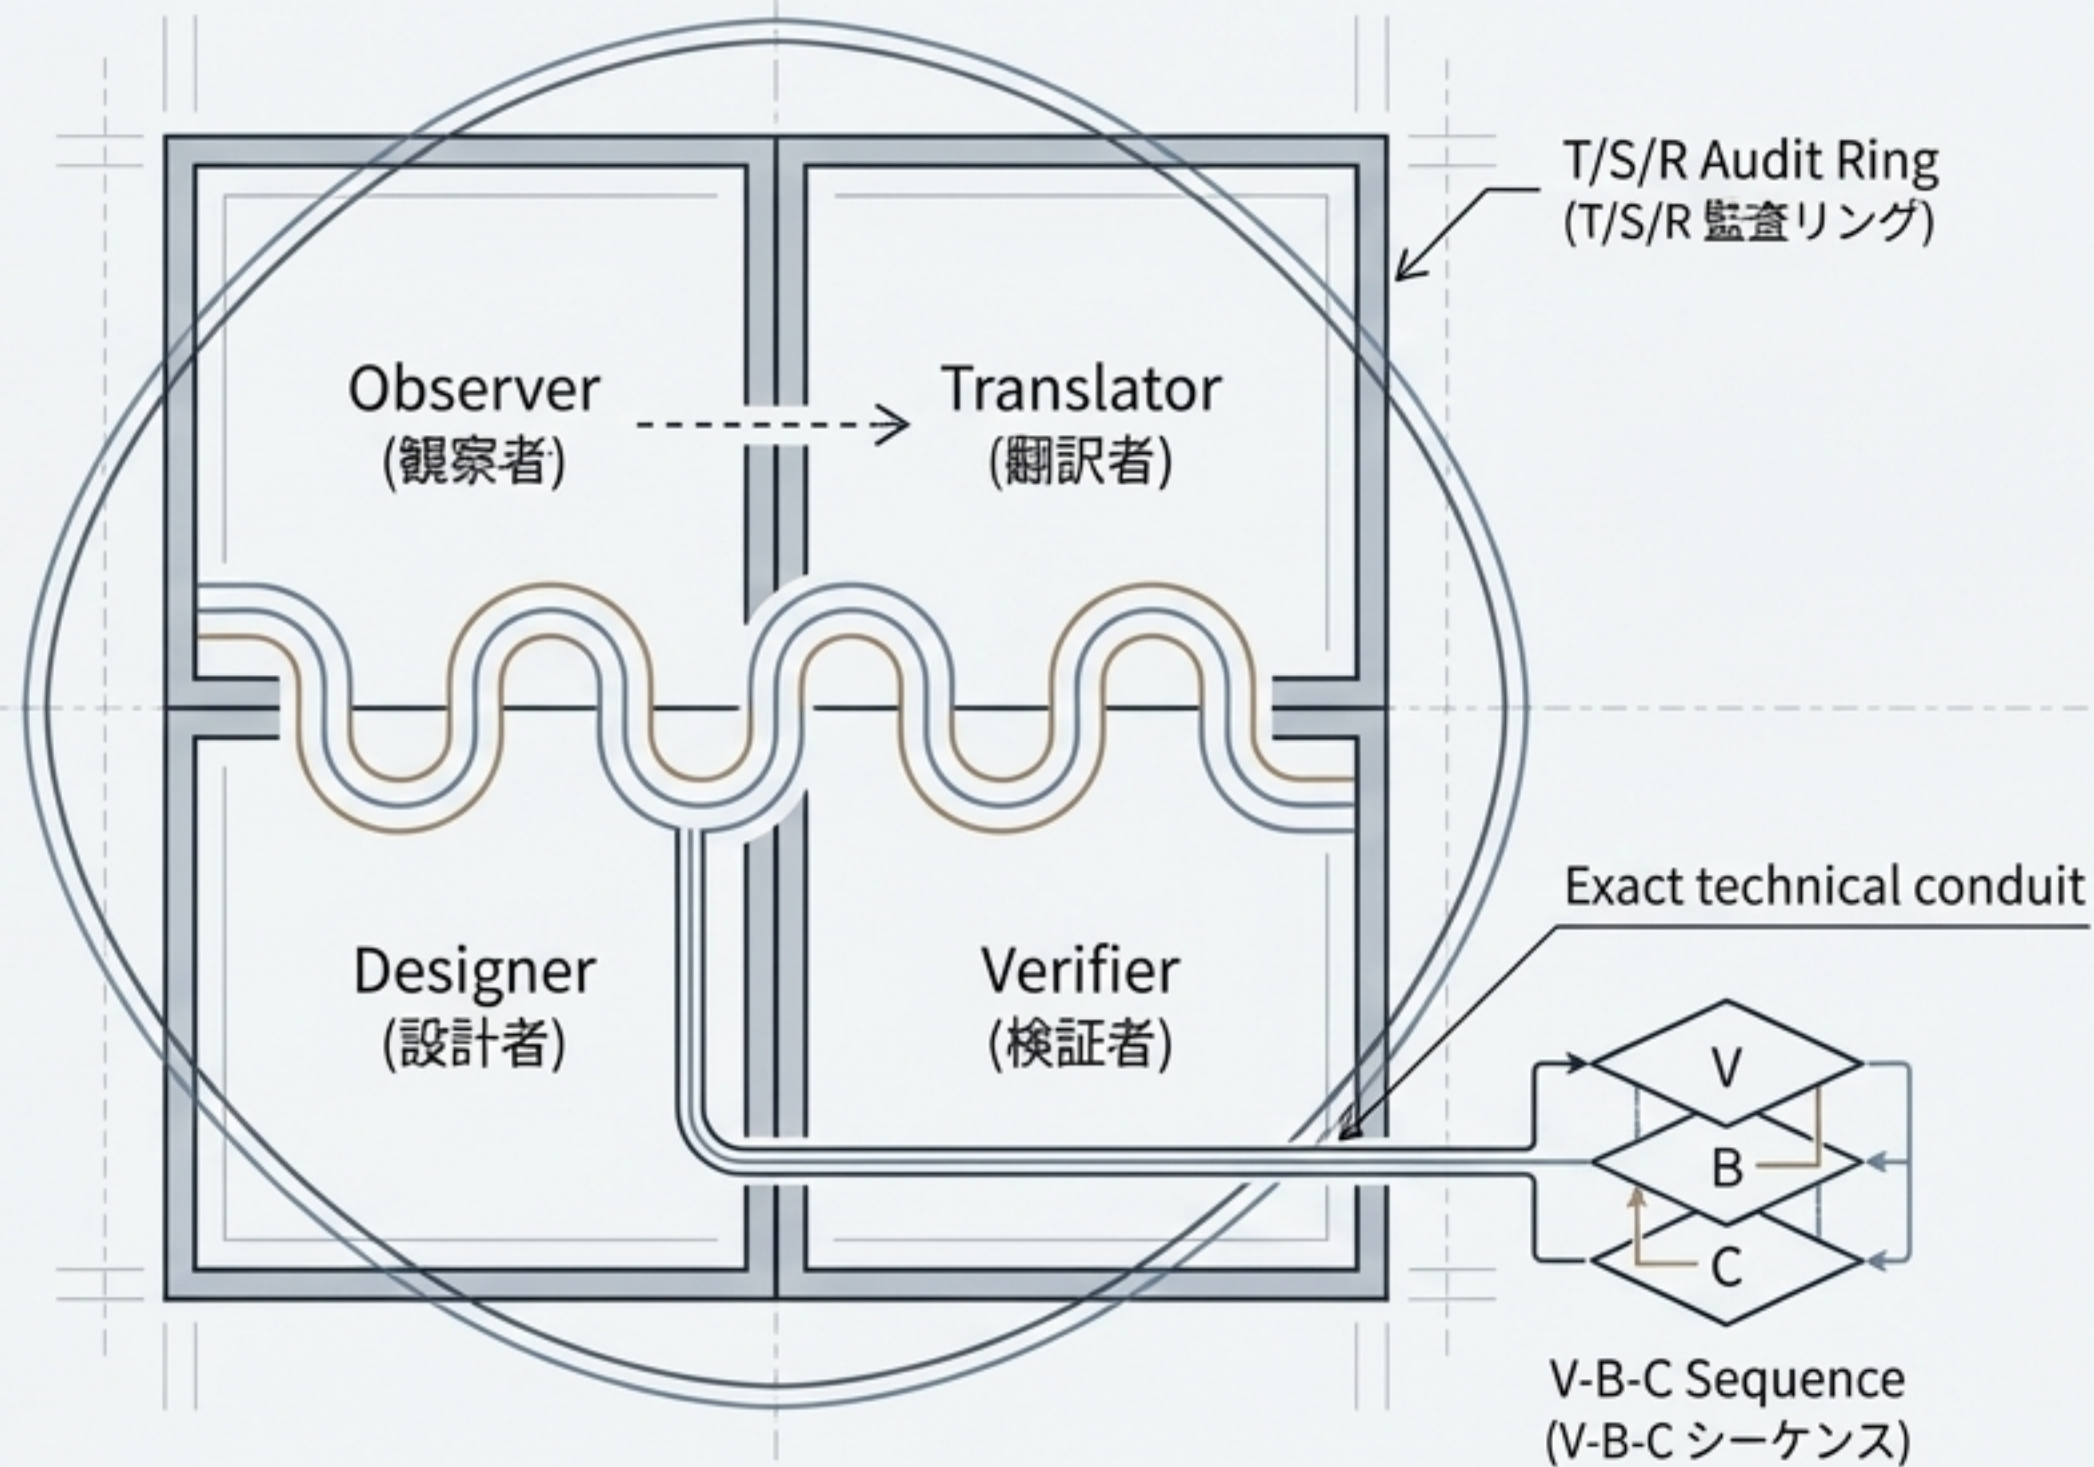 T/S/R Audit Ring
(T/S/R 監査リング)
Observer
(観察者)
Translator
(翻訳者)
Designer
(設計者)
Verifier
(検証者)
Exact technical conduit
V
B
C
V-B-C Sequence
(V-B-C シーケンス)